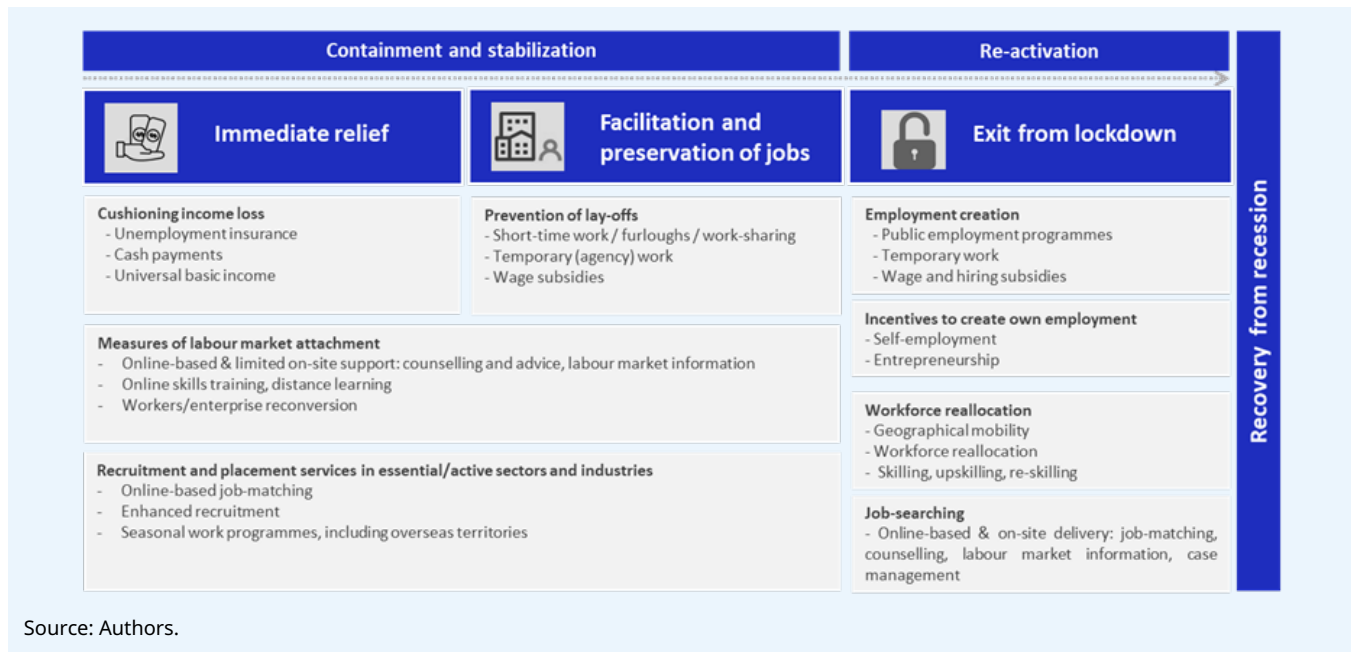 Containment and stabilization
Re-activation
Immediate relief
Facilitation and
preservation of jobs
Exit from lockdown
Cushioning income loss
- Unemployment insurance
- Cash payments
- Universal basic income
Prevention of lay-offs
- Short-time work / furloughs / work-sharing
- Temporary (agency) work
- Wage subsidies
Measures of labour market attachment
- Online-based & limited on-site support: counselling and advice, labour market information
- Online skills training, distance learning
- Workers/enterprise reconversion
Recruitment and placement services in essential/active sectors and industries
- Online-based job-matching
- Enhanced recruitment
- Seasonal work programmes, including overseas territories
Employment creation
- Public employment programmes
- Temporary work
- Wage and hiring subsidies
Incentives to create own employment
- Self-employment
- Entrepreneurship
Workforce reallocation
- Geographical mobility
- Workforce reallocation
- Skilling, upskilling, re-skilling
Job-searching
- Online-based & on-site delivery: job-matching,
counselling, labour market information, case
management
Recovery from recession
Source: Authors.